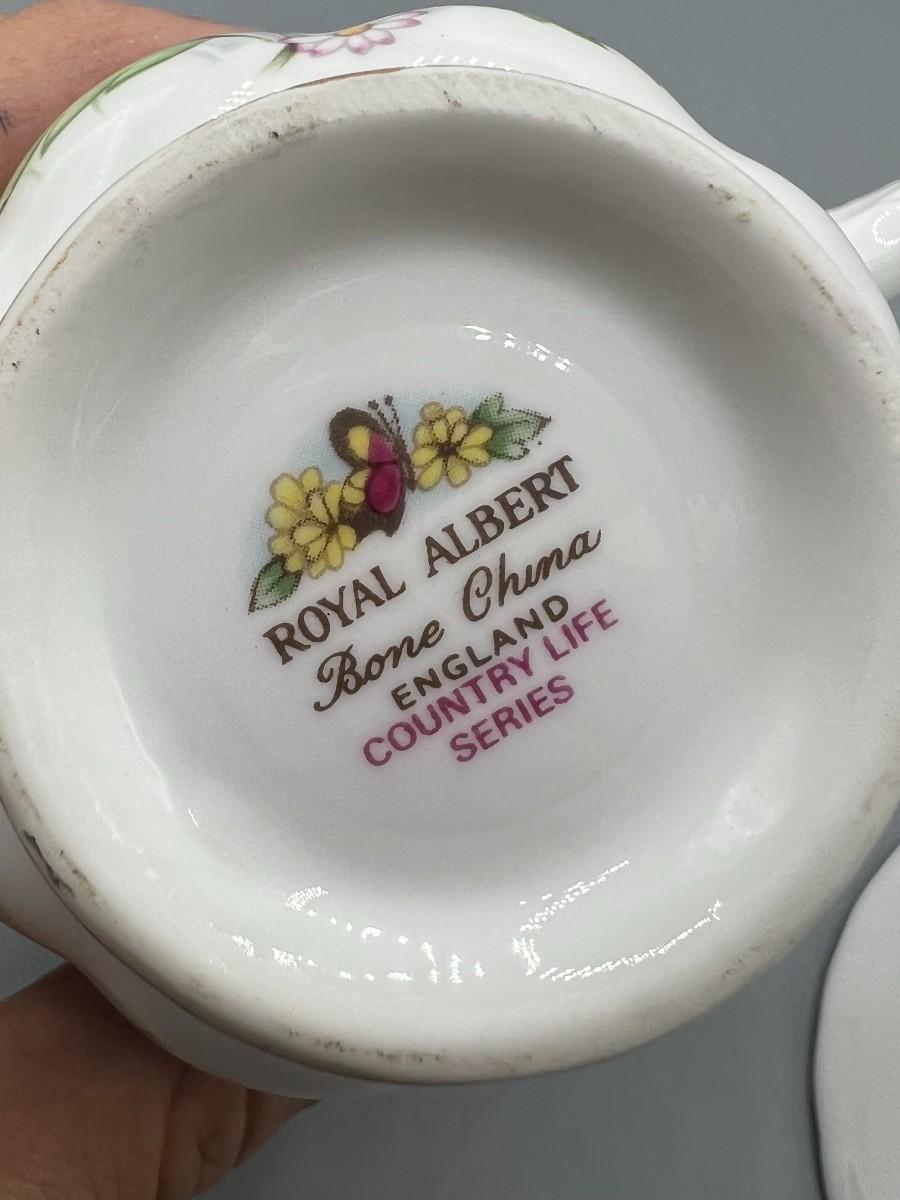 ROYAL ALBERT
Bone China
ENGLAND
COUNTRY LIFE
SERIES